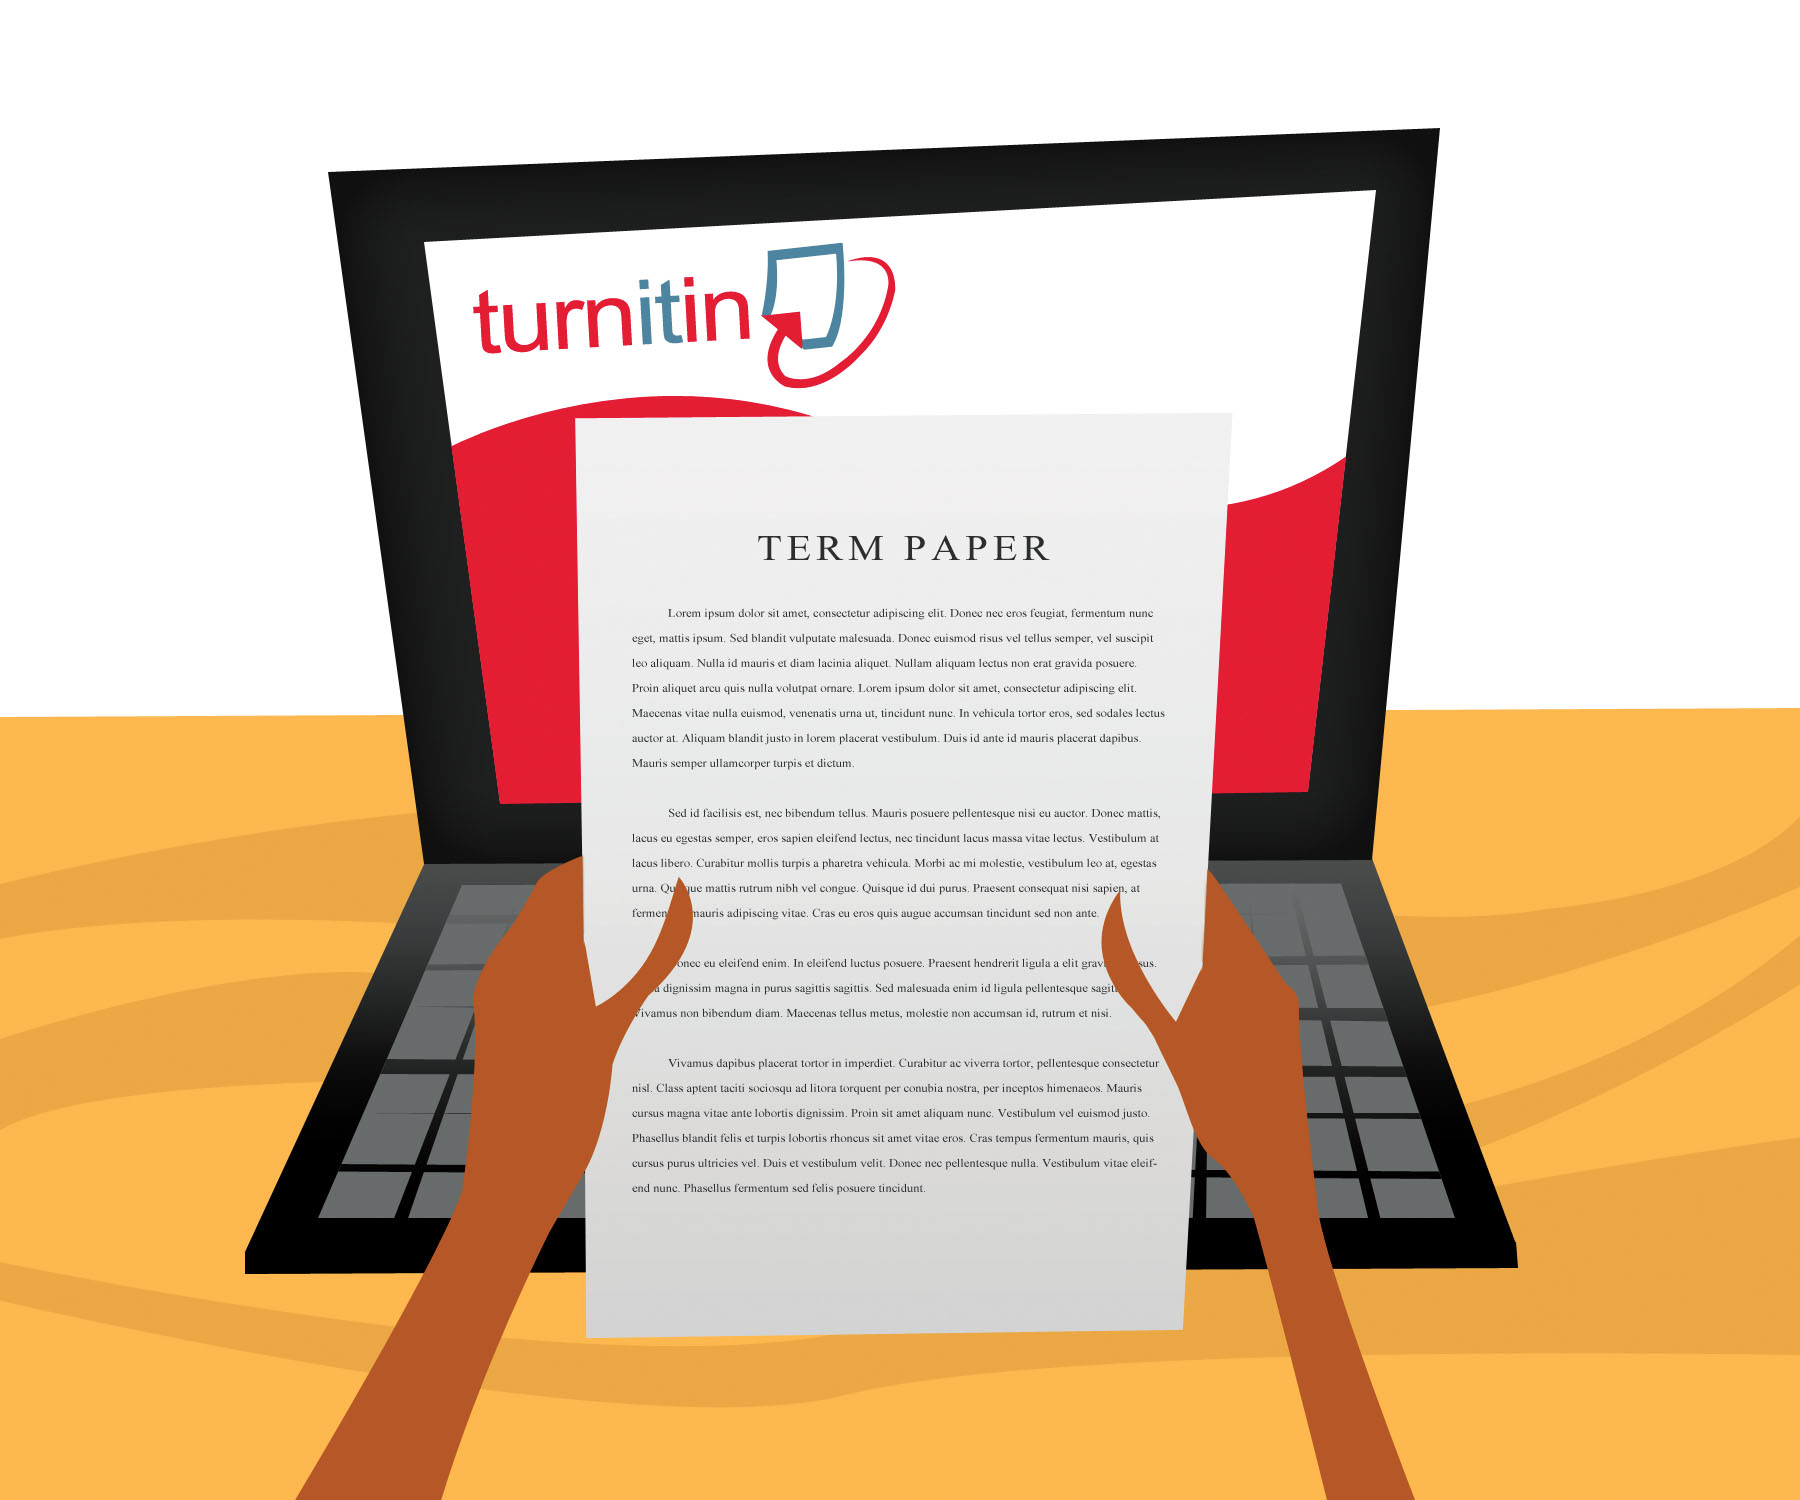 turnitin
TERM PAPER
Lorem ipsum dolor sit amet, consectetur adipiscing elit. Donec nec eros feugiat, fermentum nunc
eget, mattis ipsum. Sed blandit vulputate malesuada. Donec euismod risus vel tellus semper, vel suscipit
leo aliquam. Nulla id mauris et diam lacinia aliquet. Nullam aliquam lectus non erat gravida posuere.
Proin aliquet arcu quis nulla volutpat ornare. Lorem ipsum dolor sit amet, consectetur adipiscing elit.
Maecenas vitae nulla euismod, venenatis urna ut, tincidunt nunc. In vehicula tortor eros, sed sodales lectus
auctor at. Aliquam blandit justo in lorem placerat vestibulum. Duis id ante id mauris placerat dapibus.
Mauris semper ullamcorper turpis et dictum.
Sed id facilisis est, nec bibendum tellus. Mauris posuere pellentesque nisi eu auctor. Donec mattis,
lacus eu egestas semper, eros sapien eleifend lectus, nec tincidunt lacus massa vitae lectus. Vestibulum at
lacus libero. Curabitur mollis turpis a pharetra vehicula. Morbi ac mi molestie, vestibulum leo at, egestas
urna. mattis rutrum nibh vel congue. Quisque id dui purus. Praesent consequat nisi sapien, at
mauris adipiscing vitae. Cras eu eros quis augue accumsan tincidunt sed non ante.
eu eleifend enim. In eleifend luctus posuere. Praesent hendrerit ligula a elit
dignissim magna in purus sagittis sagittis. Sed malesuada enim id ligula pellentesque
Vivamus non bibendum diam. Maecenas tellus metus, molestie non accumsan id, rutrum et nisi.
Vivamus dapibus placerat tortor in imperdiet. Curabitur ac viverra tortor, pellentesque consectetur
nisl. Class aptent taciti sociosqu ad litora torquent per conubia nostra, per inceptos himenaeos. Mauris
cursus magna vitae ante lobortis dignissim. Proin sit amet aliquam nunc. Vestibulum vel euismod justo.
Phasellus blandit felis et turpis lobortis rhoncus sit amet vitae eros. Cras tempus fermentum mauris, quis
cursus purus ultricies vel. Duis et vestibulum velit. Donec nec pellentesque nulla. Vestibulum vitae eleif-
end nunc. Phasellus fermentum sed felis posuere tincidunt.